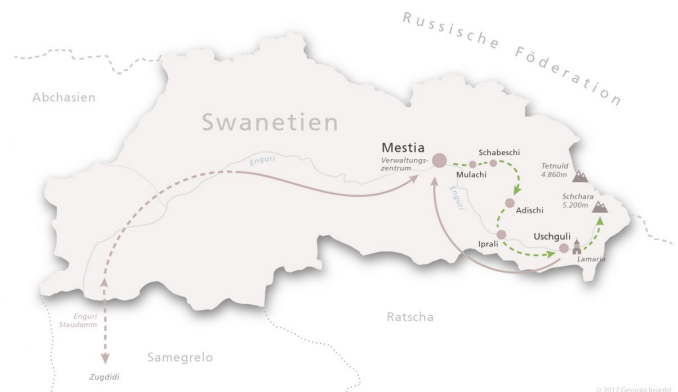 Russische Föderation
Abchasien
Swanetien
Enguri
Mestia
Verwaltungs-
zentrum
Schabeschi
Mulachi
Tetnuld
4.860m
Schchara
5.200m
Enguri
Adischi
Iprali
Uschguli
Lamaria
Enguri
Staudamm
Ratscha
Samegrelo
Zugdidi
© 2012 Georgia Insight